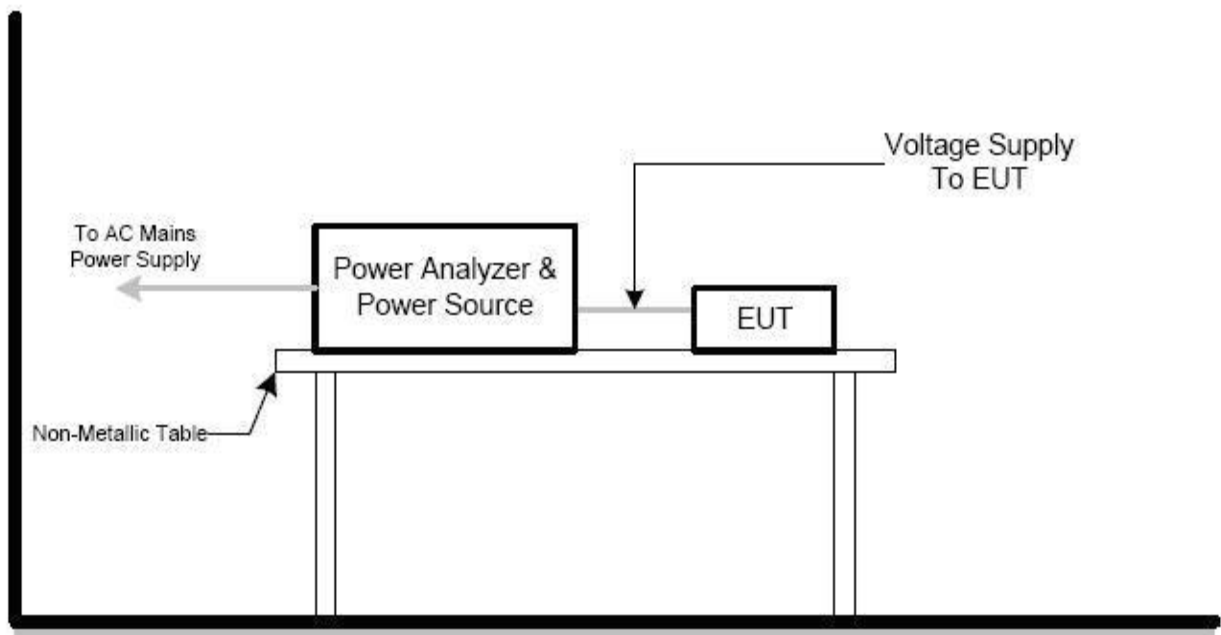 Voltage Supply
To EUT
To AC Mains
Power Supply
Power Analyzer &
Power Source
EUT
Non-Metallic Table